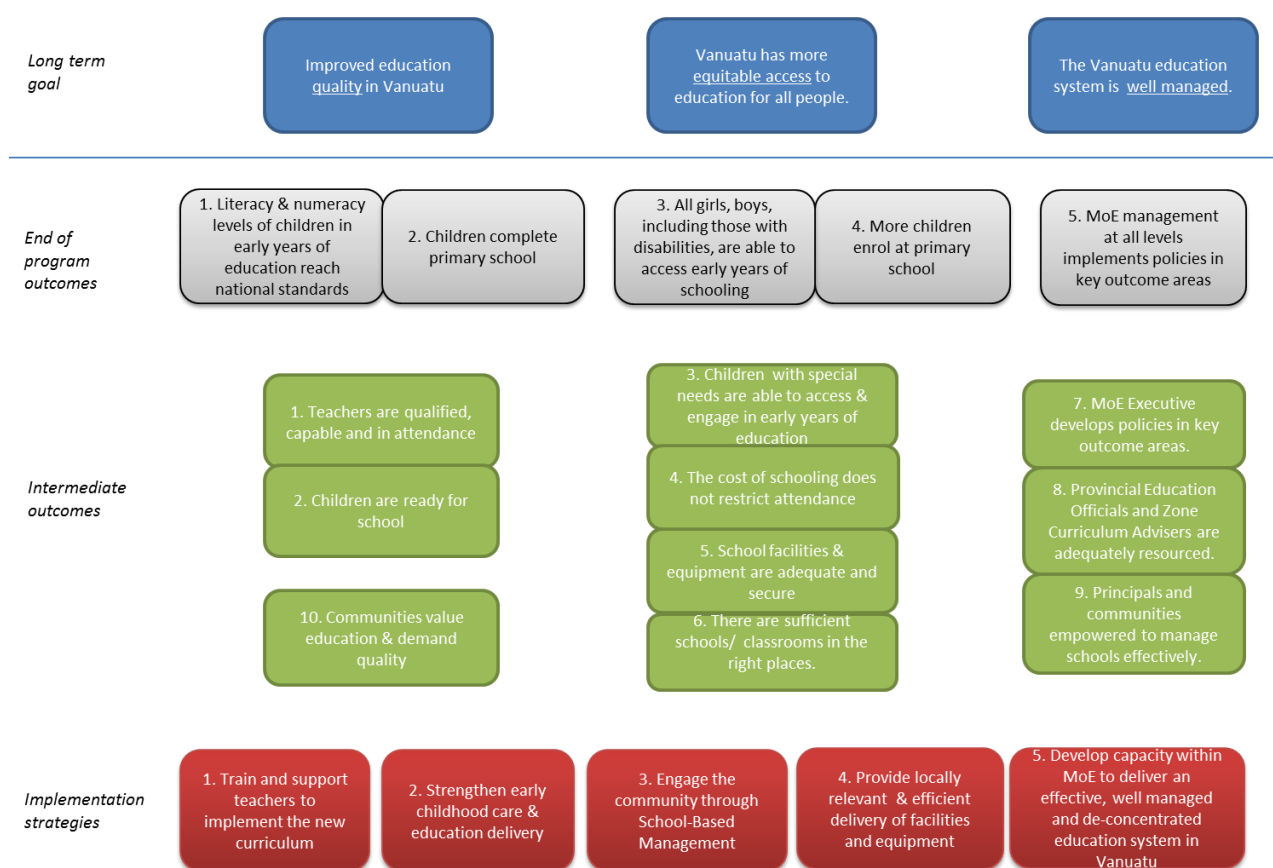 Long term
goal
Improved education
quality in Vanuatu
Vanuatu has more
equitable access to
education for all people.
The Vanuatu education
system is well managed.
End of
program
outcomes
1. Literacy & numeracy
levels of children in
early years of
education reach
national standards
2. Children complete
primary school
3. All girls, boys,
including those with
disabilities, are able to
access early years of
schooling
4. More children
enrol at primary
school
5. MoE management
at all levels
implements policies in
key outcome areas
Intermediate
outcomes
1. Teachers are qualified,
capable and in attendance
2. Children are ready for
school
10. Communities value
education & demand
quality
3. Children with special
needs are able to access &
engage in early years of
education
4. The cost of schooling does
not restrict attendance
5. School facilities &
equipment are adequate and
secure
6. There are sufficient
schools/ classrooms in the
right places.
7. MoE Executive
develops policies in key
outcome areas.
8. Provincial Education
Officials and Zone
Curriculum Advisers are
adequately resourced.
9. Principals and
communities
empowered to manage
schools effectively.
Implementation
strategies
1. Train and support
teachers to
implement the new
curriculum
2. Strengthen early
childhood care &
education delivery
3. Engage the
community through
School-Based
Management
4. Provide locally
relevant & efficient
delivery of facilities
and equipment
5. Develop capacity within
MoE to deliver an
effective, well managed
and de-concentrated
education system in
Vanuatu